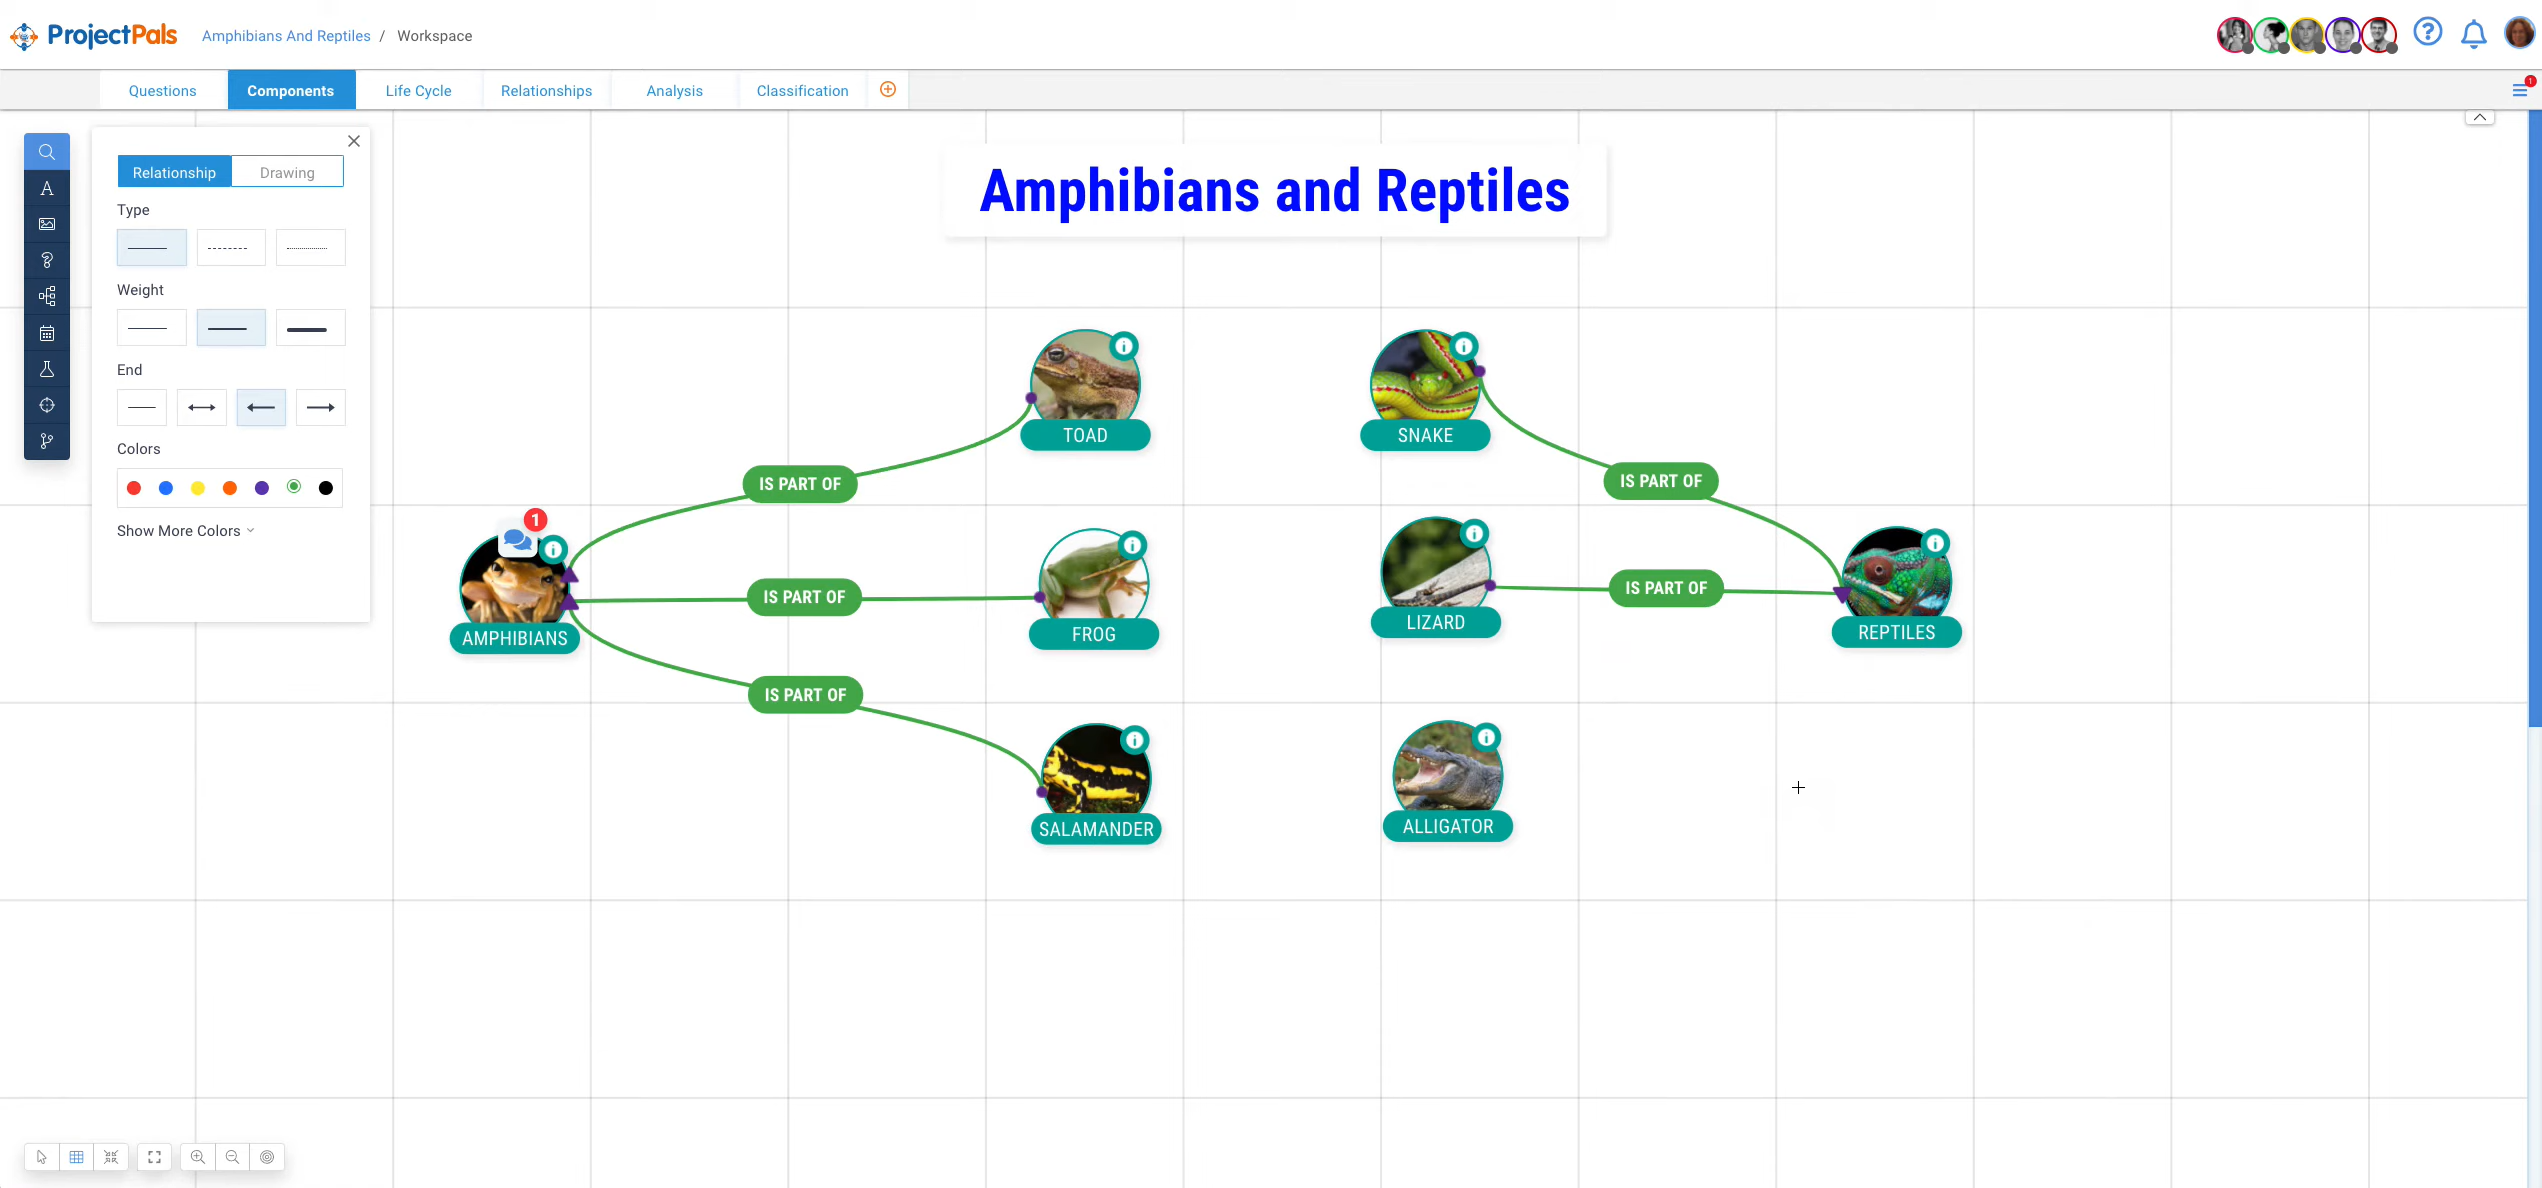 ProjectPals
Amphibians And Reptiles / Workspace
Questions
Components
Life Cycle
Relationships
Analysis
Classification
1
Relationship
Drawing
Type
Weight
End
Colors
Show More Colors
Amphibians and Reptiles
TOAD
SNAKE
IS PART OF
IS PART OF
1
AMPHIBIANS
IS PART OF
FROG
LIZARD
IS PART OF
REPTILES
IS PART OF
SALAMANDER
ALLIGATOR